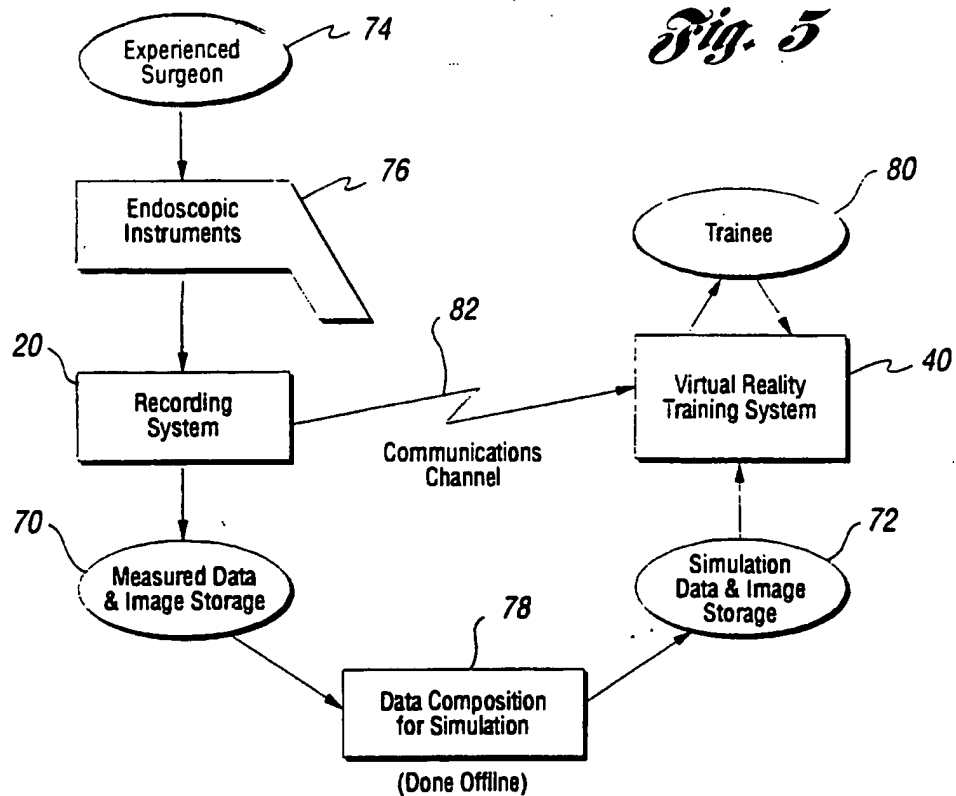 Fig. 5
74
Experienced
Surgeon
76
Endoscopic
Instruments
80
Trainee
82
20
Recording
System
40
Virtual Reality
Training System
Communications
Channel
70
Measured Data
& Image Storage
72
Simulation
Data & Image
Storage
78
Data Composition
for Simulation
(Done Offline)